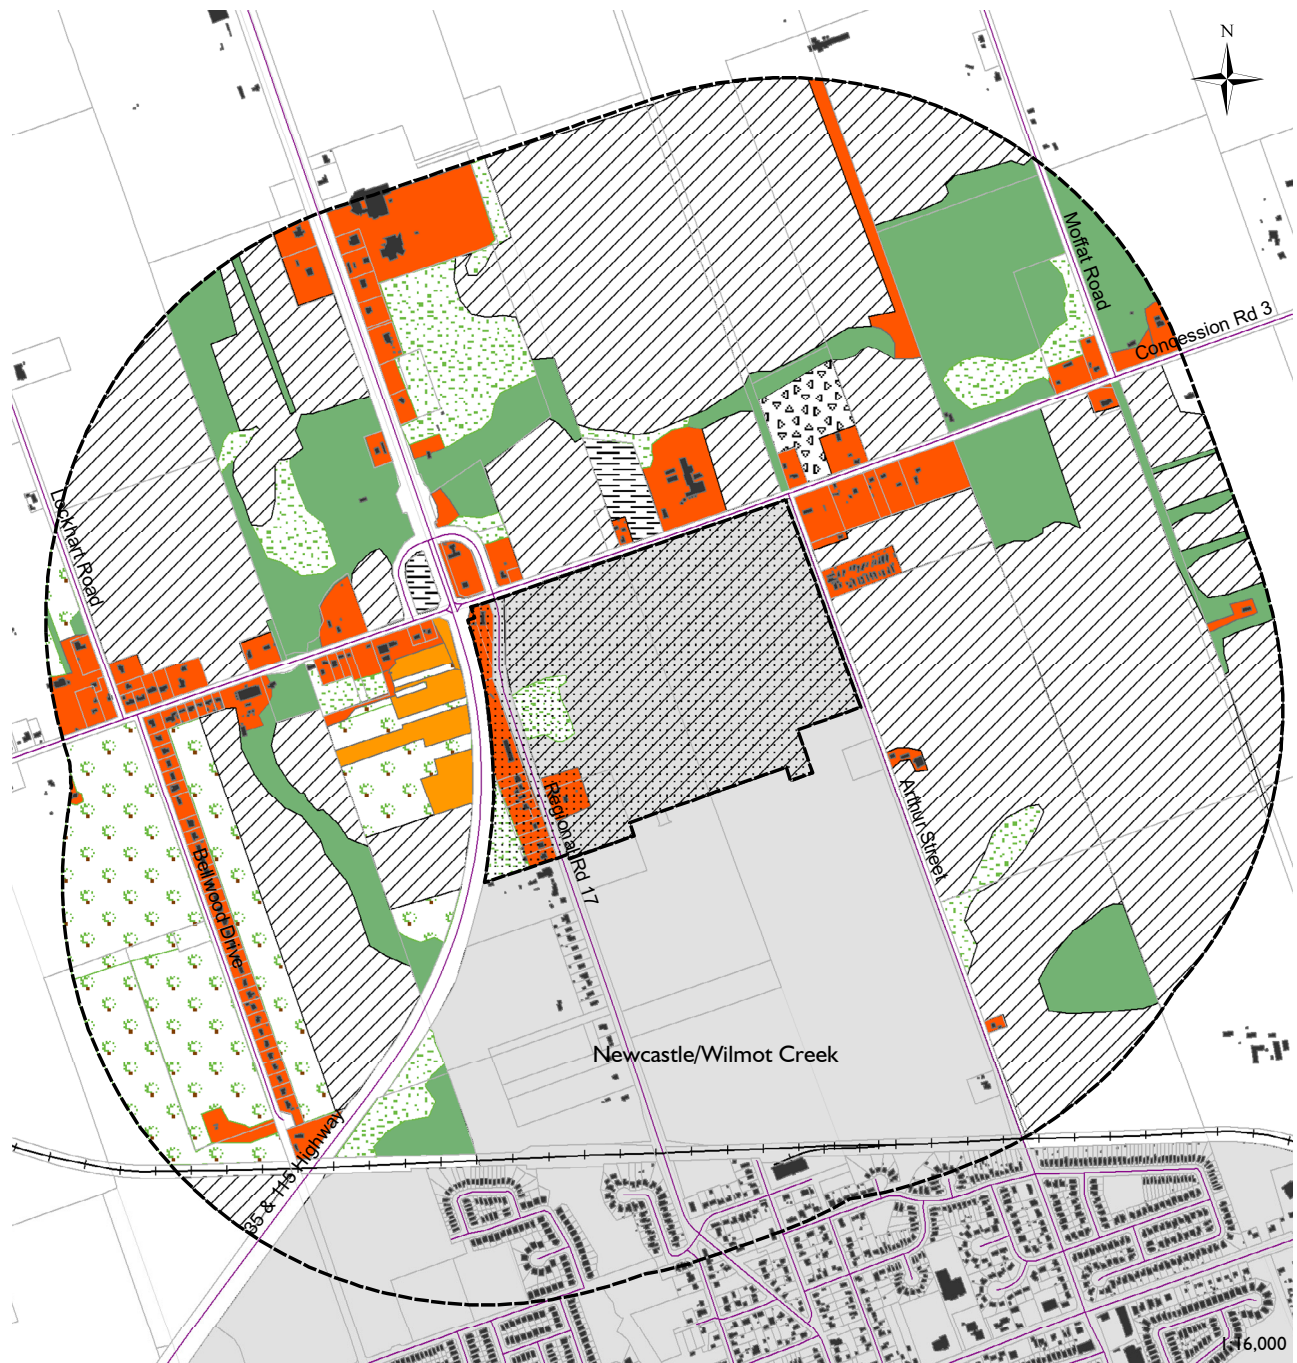 N
Moffat Road
Concession Rd 3
Lockhart Road
Regional Rd 17
Arthur Street
Bellwood Drive
Newcastle/Wilmot Creek
35 & 115 Highway
1:16,000